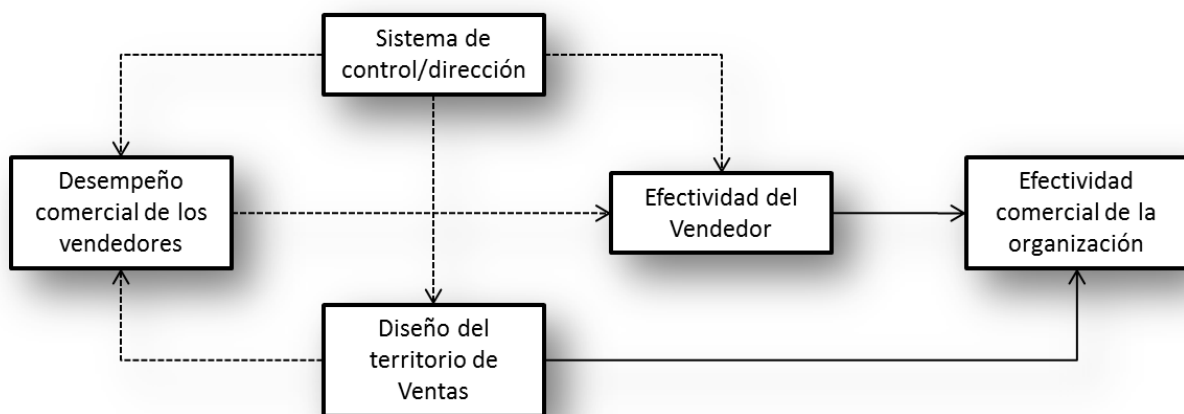 Sistema de
control/dirección
Desempeño
comercial de los
vendedores
Efectividad del
Vendedor
Efectividad
comercial de la
organización
Diseño del
territorio de
Ventas